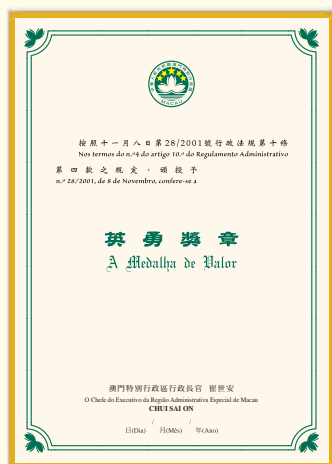 MACAU
按照十一月八日第28/2001號行政法規第十條
Nos termos do n.º4 do artigo 10.º do Regulamento Administrativo
第四款之規定，頒授予
n.º 28/2001, de 8 de Novembro, confere-se a
英勇獎章
A Medalha de Valor
澳門特別行政區行政長官 崔世安
O Chefe do Executivo da Região Administrativa Especial de Macau
CHUI SAI ON
/ /
日(Dia) 月(Mês) 年(Ano)